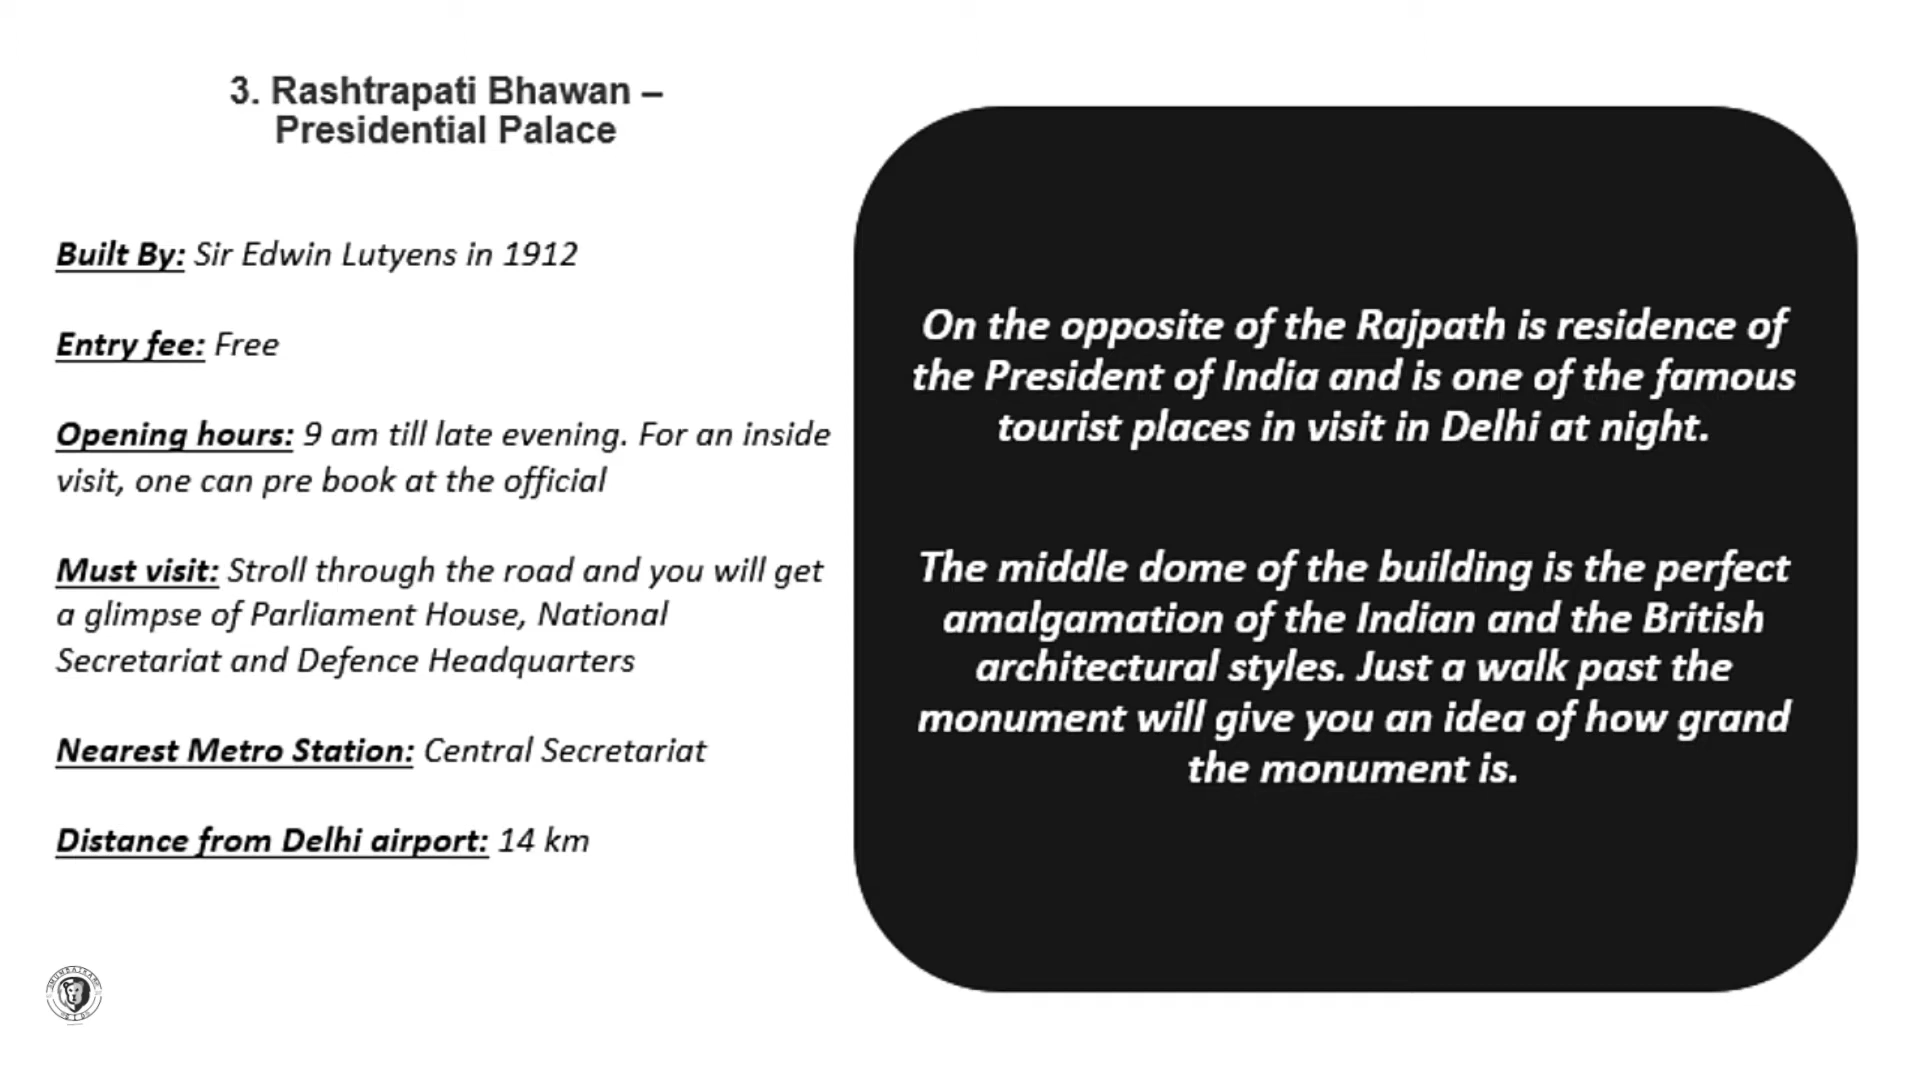 3. Rashtrapati Bhawan –
Presidential Palace
Built By: Sir Edwin Lutyens in 1912
Entry fee: Free
Opening hours: 9 am till late evening. For an inside
visit, one can pre book at the official
Must visit: Stroll through the road and you will get
a glimpse of Parliament House, National
Secretariat and Defence Headquarters
Nearest Metro Station: Central Secretariat
Distance from Delhi airport: 14 km
On the opposite of the Rajpath is residence of
the President of India and is one of the famous
tourist places in visit in Delhi at night.
The middle dome of the building is the perfect
amalgamation of the Indian and the British
architectural styles. Just a walk past the
monument will give you an idea of how grand
the monument is.